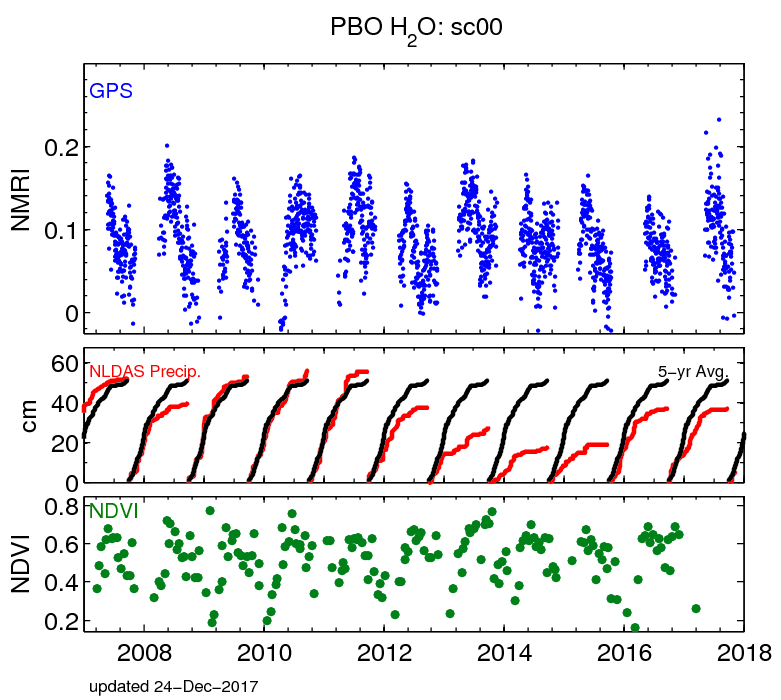 PBO H2O: sc00
GPS
NMRI
0.2
0.1
0
NLDAS Precip.
5-yr Avg.
cm
60
40
20
0
NDVI
NDVI
0.8
0.6
0.4
0.2
2008 2010 2012 2014 2016 2018
updated 24-Dec-2017